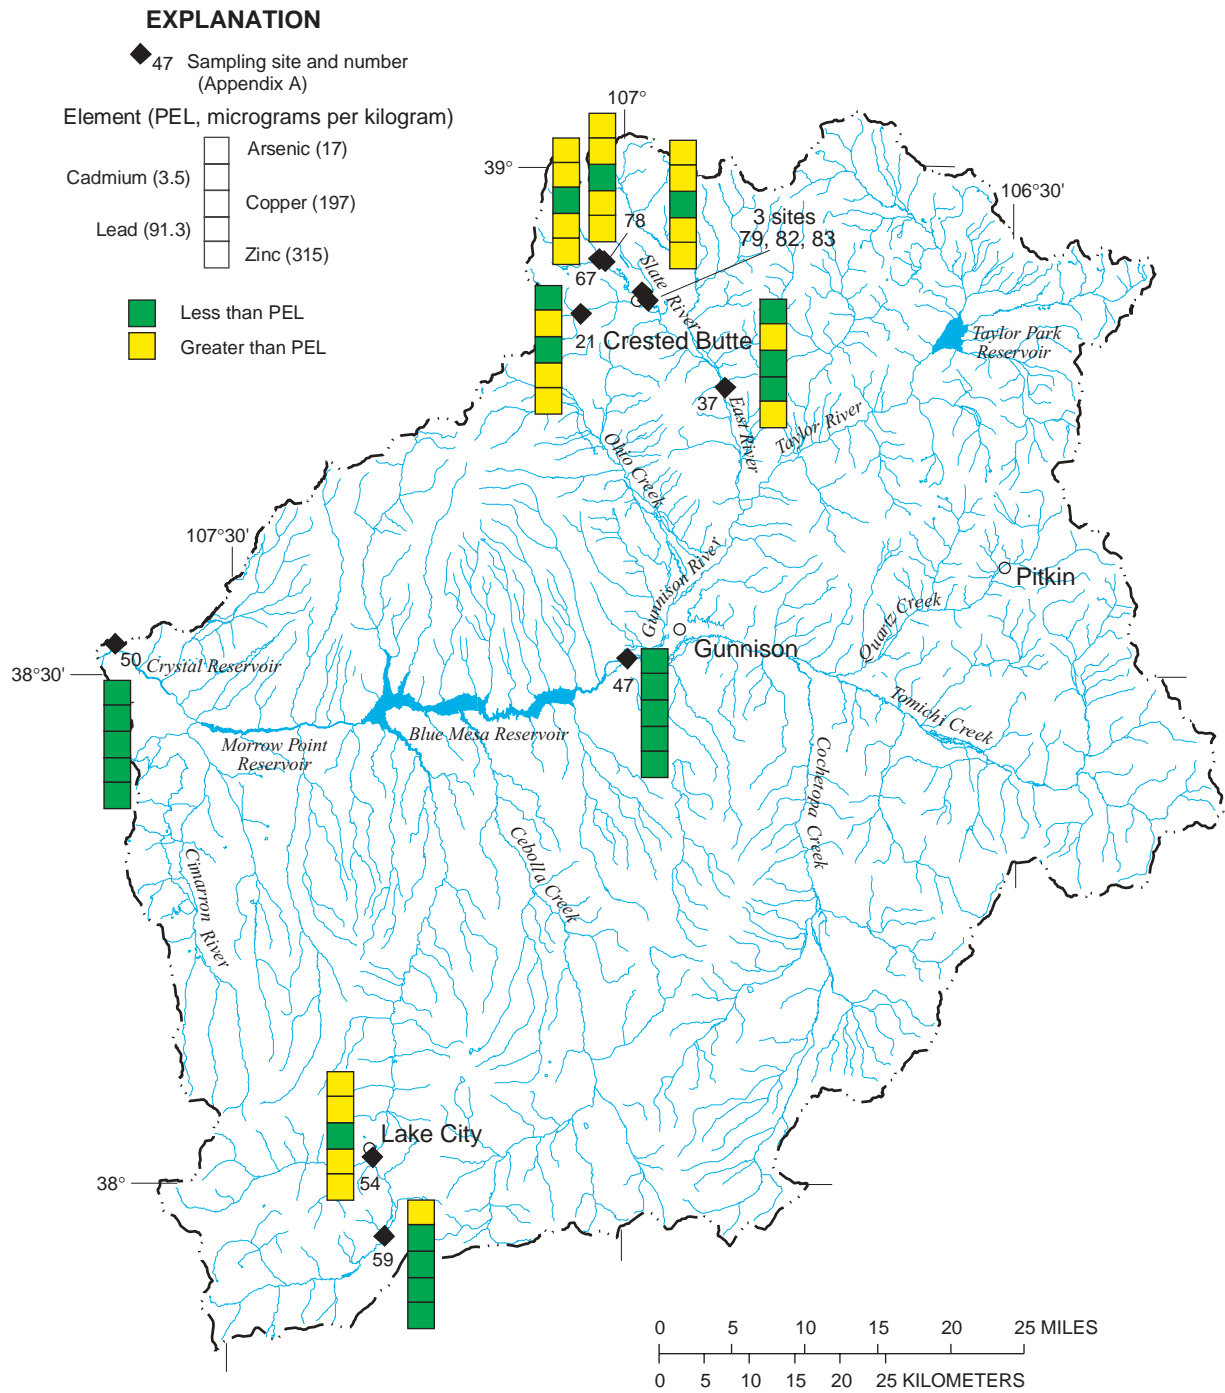 EXPLANATION
47 Sampling site and number
(Appendix A)
Element (PEL, micrograms per kilogram)
Arsenic (17)
Cadmium (3.5)
Copper (197)
Lead (91.3)
Zinc (315)
Less than PEL
Greater than PEL
107°
39°
106°30'
78
3 sites
79, 82, 83
67
Slate River
21
Crested Butte
Taylor Park
Reservoir
37
East River
Taylor River
Ohio Creek
107°30'
Gunnison River
Pitkin
Quartz Creek
Gunnison
50
Crystal Reservoir
38°30'
47
Tomichi Creek
Blue Mesa Reservoir
Morrow Point
Reservoir
Cochetopa Creek
Cebolla Creek
Cimarron River
Lake City
38°
54
59
0 5 10 15 20 25 MILES
0 5 10 15 20 25 KILOMETERS